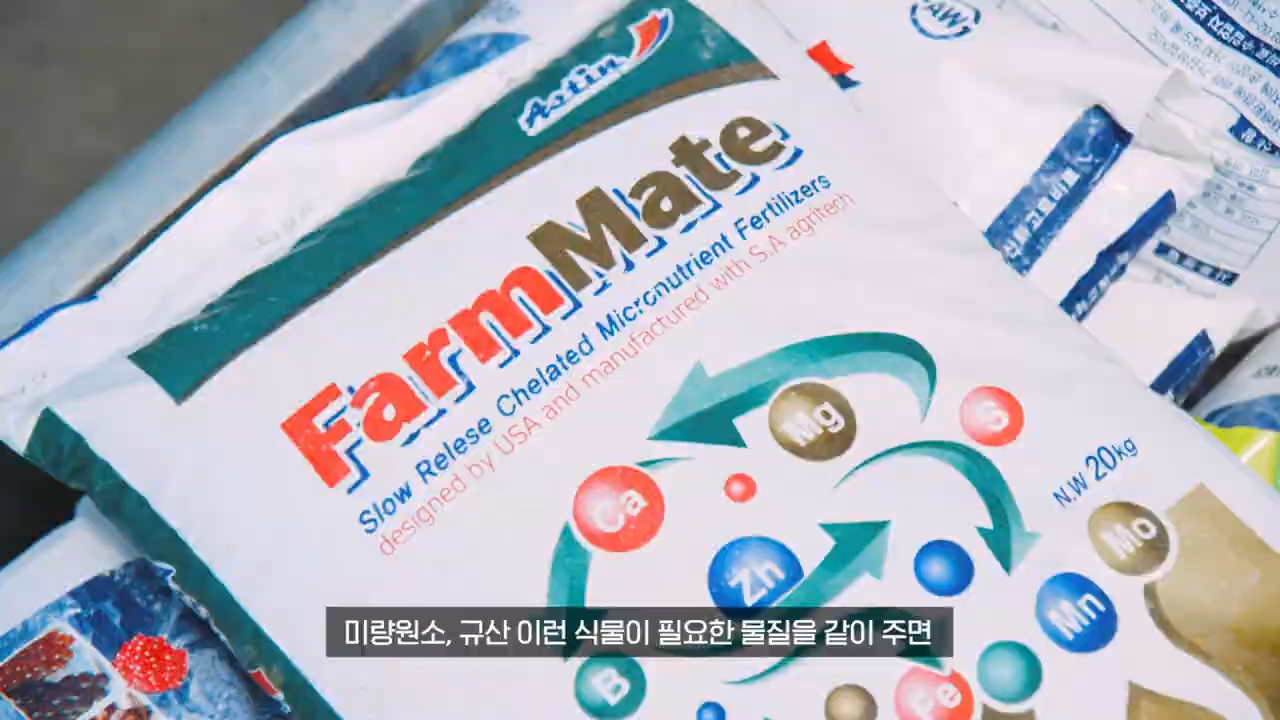 Astin
FarmMate
Slow Relese Chelated Micronutrient Fertilizers
designed by USA and manufactured with S.A agritech
Mg
S
Ca
N.W 20kg
Mo
Zn
Mn
B
Fe
미량원소, 규산 이런 식물이 필요한 물질을 같이 주면